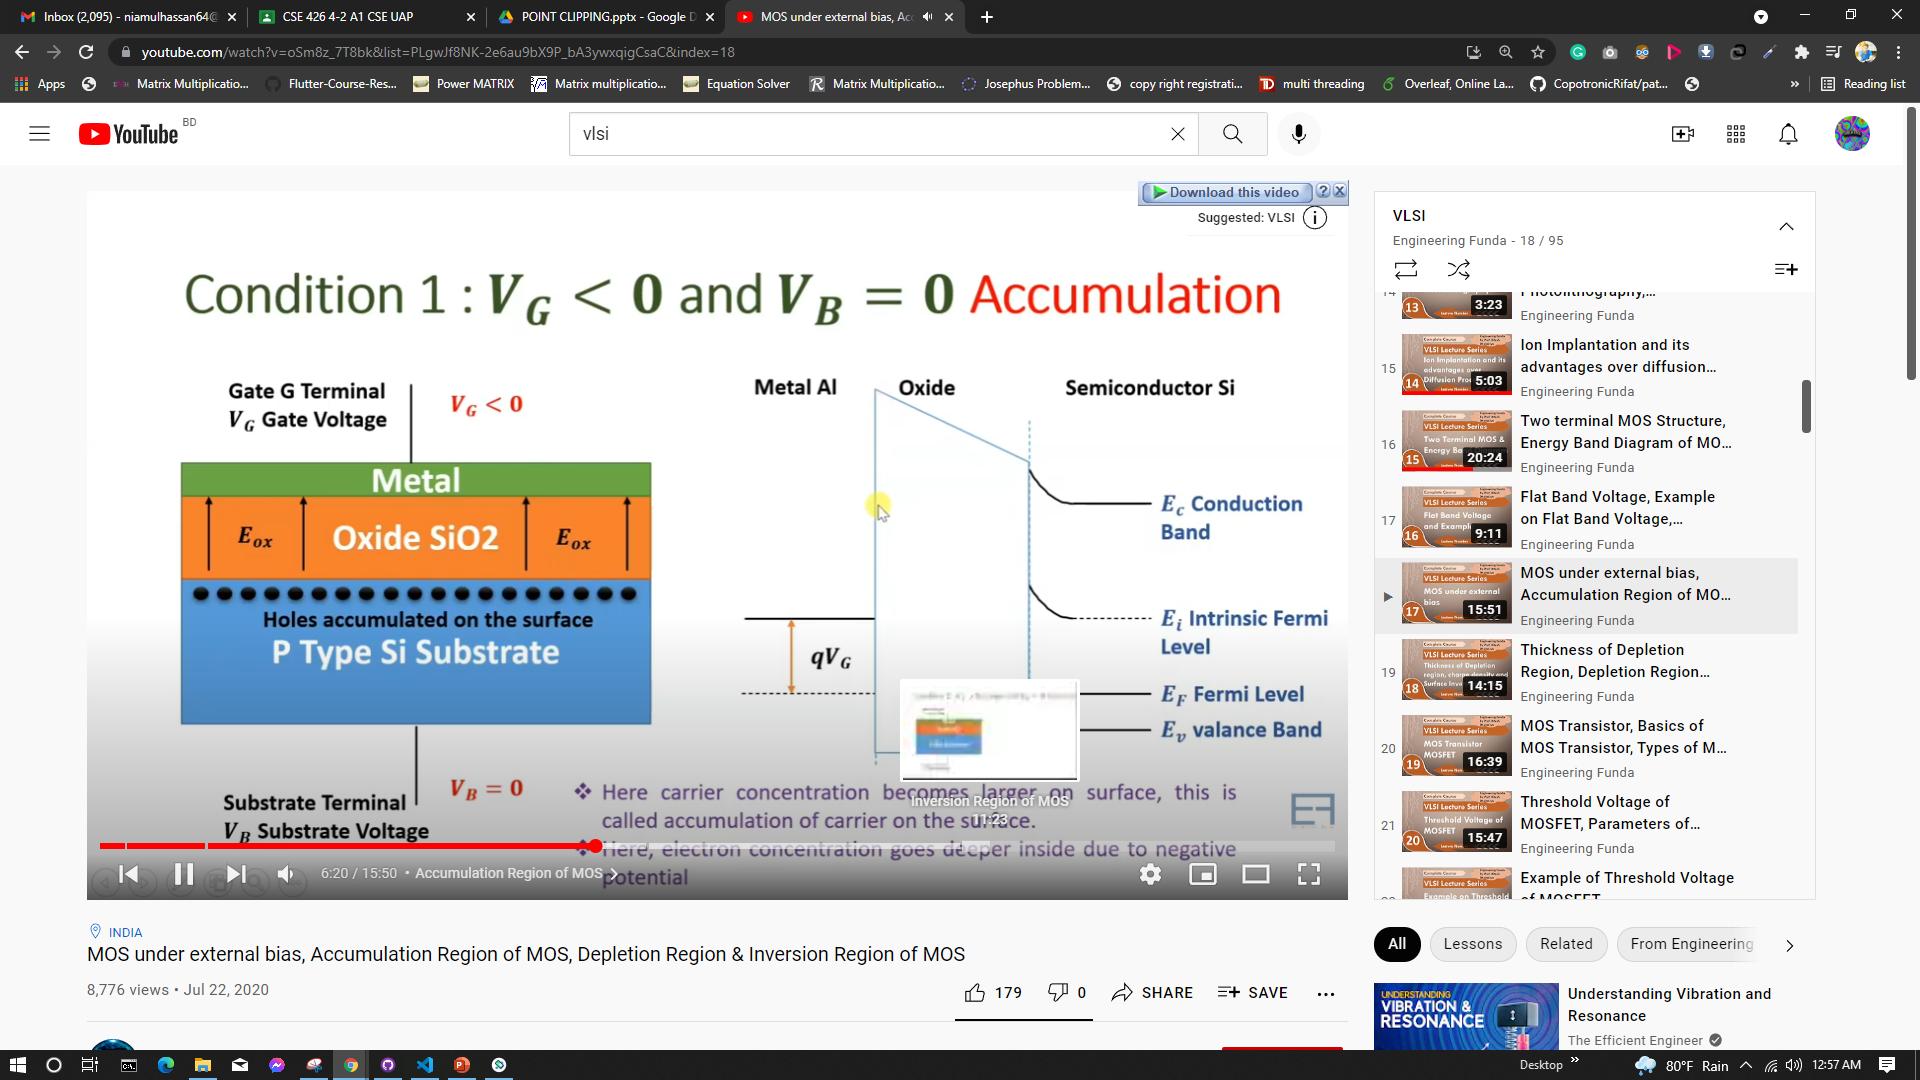 Inbox (2,095) - niamulhassan64@
CSE 426 4-2 A1 CSE UAP
POINT CLIPPING.pptx - Google D
MOS under external bias, Ac
youtube.com/watch?v=oSm8z_7T8bk&list=PLgwJf8NK-2e6au9bX9P_bA3ywxqigCsaC&index=18
Apps
Matrix Multiplicatio...
Flutter-Course-Res...
Power MATRIX
Matrix multiplicatio...
Equation Solver
Matrix Multiplicatio...
Josephus Problem...
copy right registrati...
multi threading
Overleaf, Online La...
CopotronicRifat/pat...
»
Reading list
YouTube BD
vlsi
Download this video
Suggested: VLSI
Condition 1 : V_G < 0 and V_B = 0 Accumulation
Gate G Terminal
V_G Gate Voltage
V_G < 0
Metal
E_ox
Oxide SiO2
E_ox
Holes accumulated on the surface
P Type Si Substrate
V_B = 0
Substrate Terminal
V_B Substrate Voltage
Metal Al
Oxide
Semiconductor Si
E_c Conduction
Band
E_i Intrinsic Fermi
Level
qV_G
E_F Fermi Level
E_v valance Band
❖ Here carrier concentration becomes larger on surface, this is
called accumulation of carrier on the surface.
❖ Here, electron concentration goes deeper inside due to negative
potential
Inversion Region of MOS
11:23
6:20 / 15:50 • Accumulation Region of MOS
INDIA
MOS under external bias, Accumulation Region of MOS, Depletion Region & Inversion Region of MOS
8,776 views • Jul 22, 2020
179
0
SHARE
SAVE
VLSI
Engineering Funda - 18 / 95
13
3:23
Engineering Funda
15
14
5:03
Ion Implantation and its
advantages over diffusion...
Engineering Funda
16
15
20:24
Two terminal MOS Structure,
Energy Band Diagram of MO...
Engineering Funda
17
16
9:11
Flat Band Voltage, Example
on Flat Band Voltage,...
Engineering Funda
17
15:51
MOS under external bias,
Accumulation Region of MO...
Engineering Funda
19
18
14:15
Thickness of Depletion
Region, Depletion Region...
Engineering Funda
20
19
16:39
MOS Transistor, Basics of
MOS Transistor, Types of M...
Engineering Funda
21
20
15:47
Threshold Voltage of
MOSFET, Parameters of...
Engineering Funda
Example of Threshold Voltage
of MOSFET
All
Lessons
Related
From Engineering
UNDERSTANDING
VIBRATION &
RESONANCE
Understanding Vibration and
Resonance
The Efficient Engineer
Desktop
80°F Rain
12:57 AM